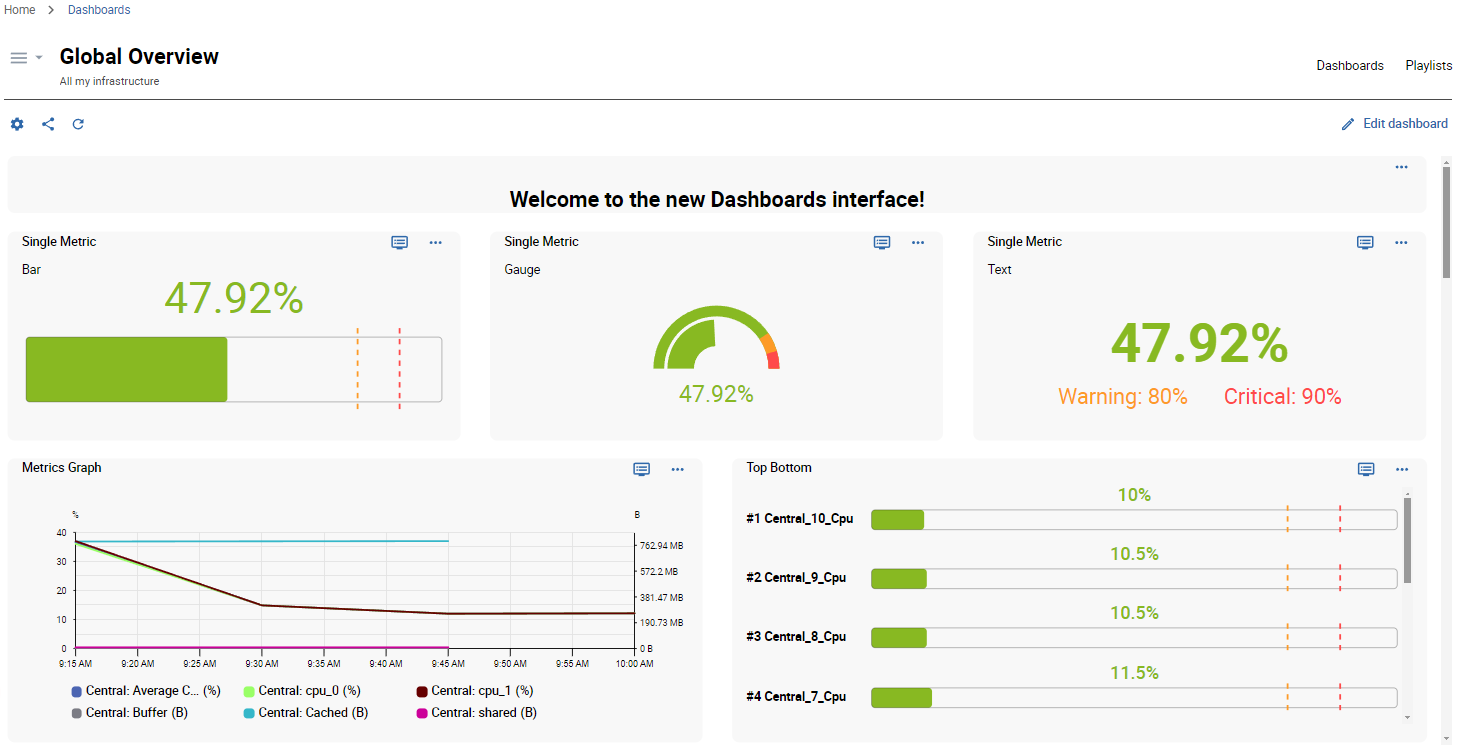 Home > Dashboards
Global Overview
All my infrastructure
Dashboards Playlists
Edit dashboard
Welcome to the new Dashboards interface!
Single Metric
Bar
47.92%
Single Metric
Gauge
47.92%
Single Metric
Text
47.92%
Warning: 80% Critical: 90%
Metrics Graph
% B
40
30
20
10
0
762.94 MB
572.2 MB
381.47 MB
190.73 MB
0 B
9:15 AM 9:20 AM 9:25 AM 9:30 AM 9:35 AM 9:40 AM 9:45 AM 9:50 AM 9:55 AM 10:00 AM
Central: Average C... (%) Central: cpu_0 (%) Central: cpu_1 (%)
Central: Buffer (B) Central: Cached (B) Central: shared (B)
Top Bottom
10%
#1 Central_10_Cpu
10.5%
#2 Central_9_Cpu
10.5%
#3 Central_8_Cpu
11.5%
#4 Central_7_Cpu